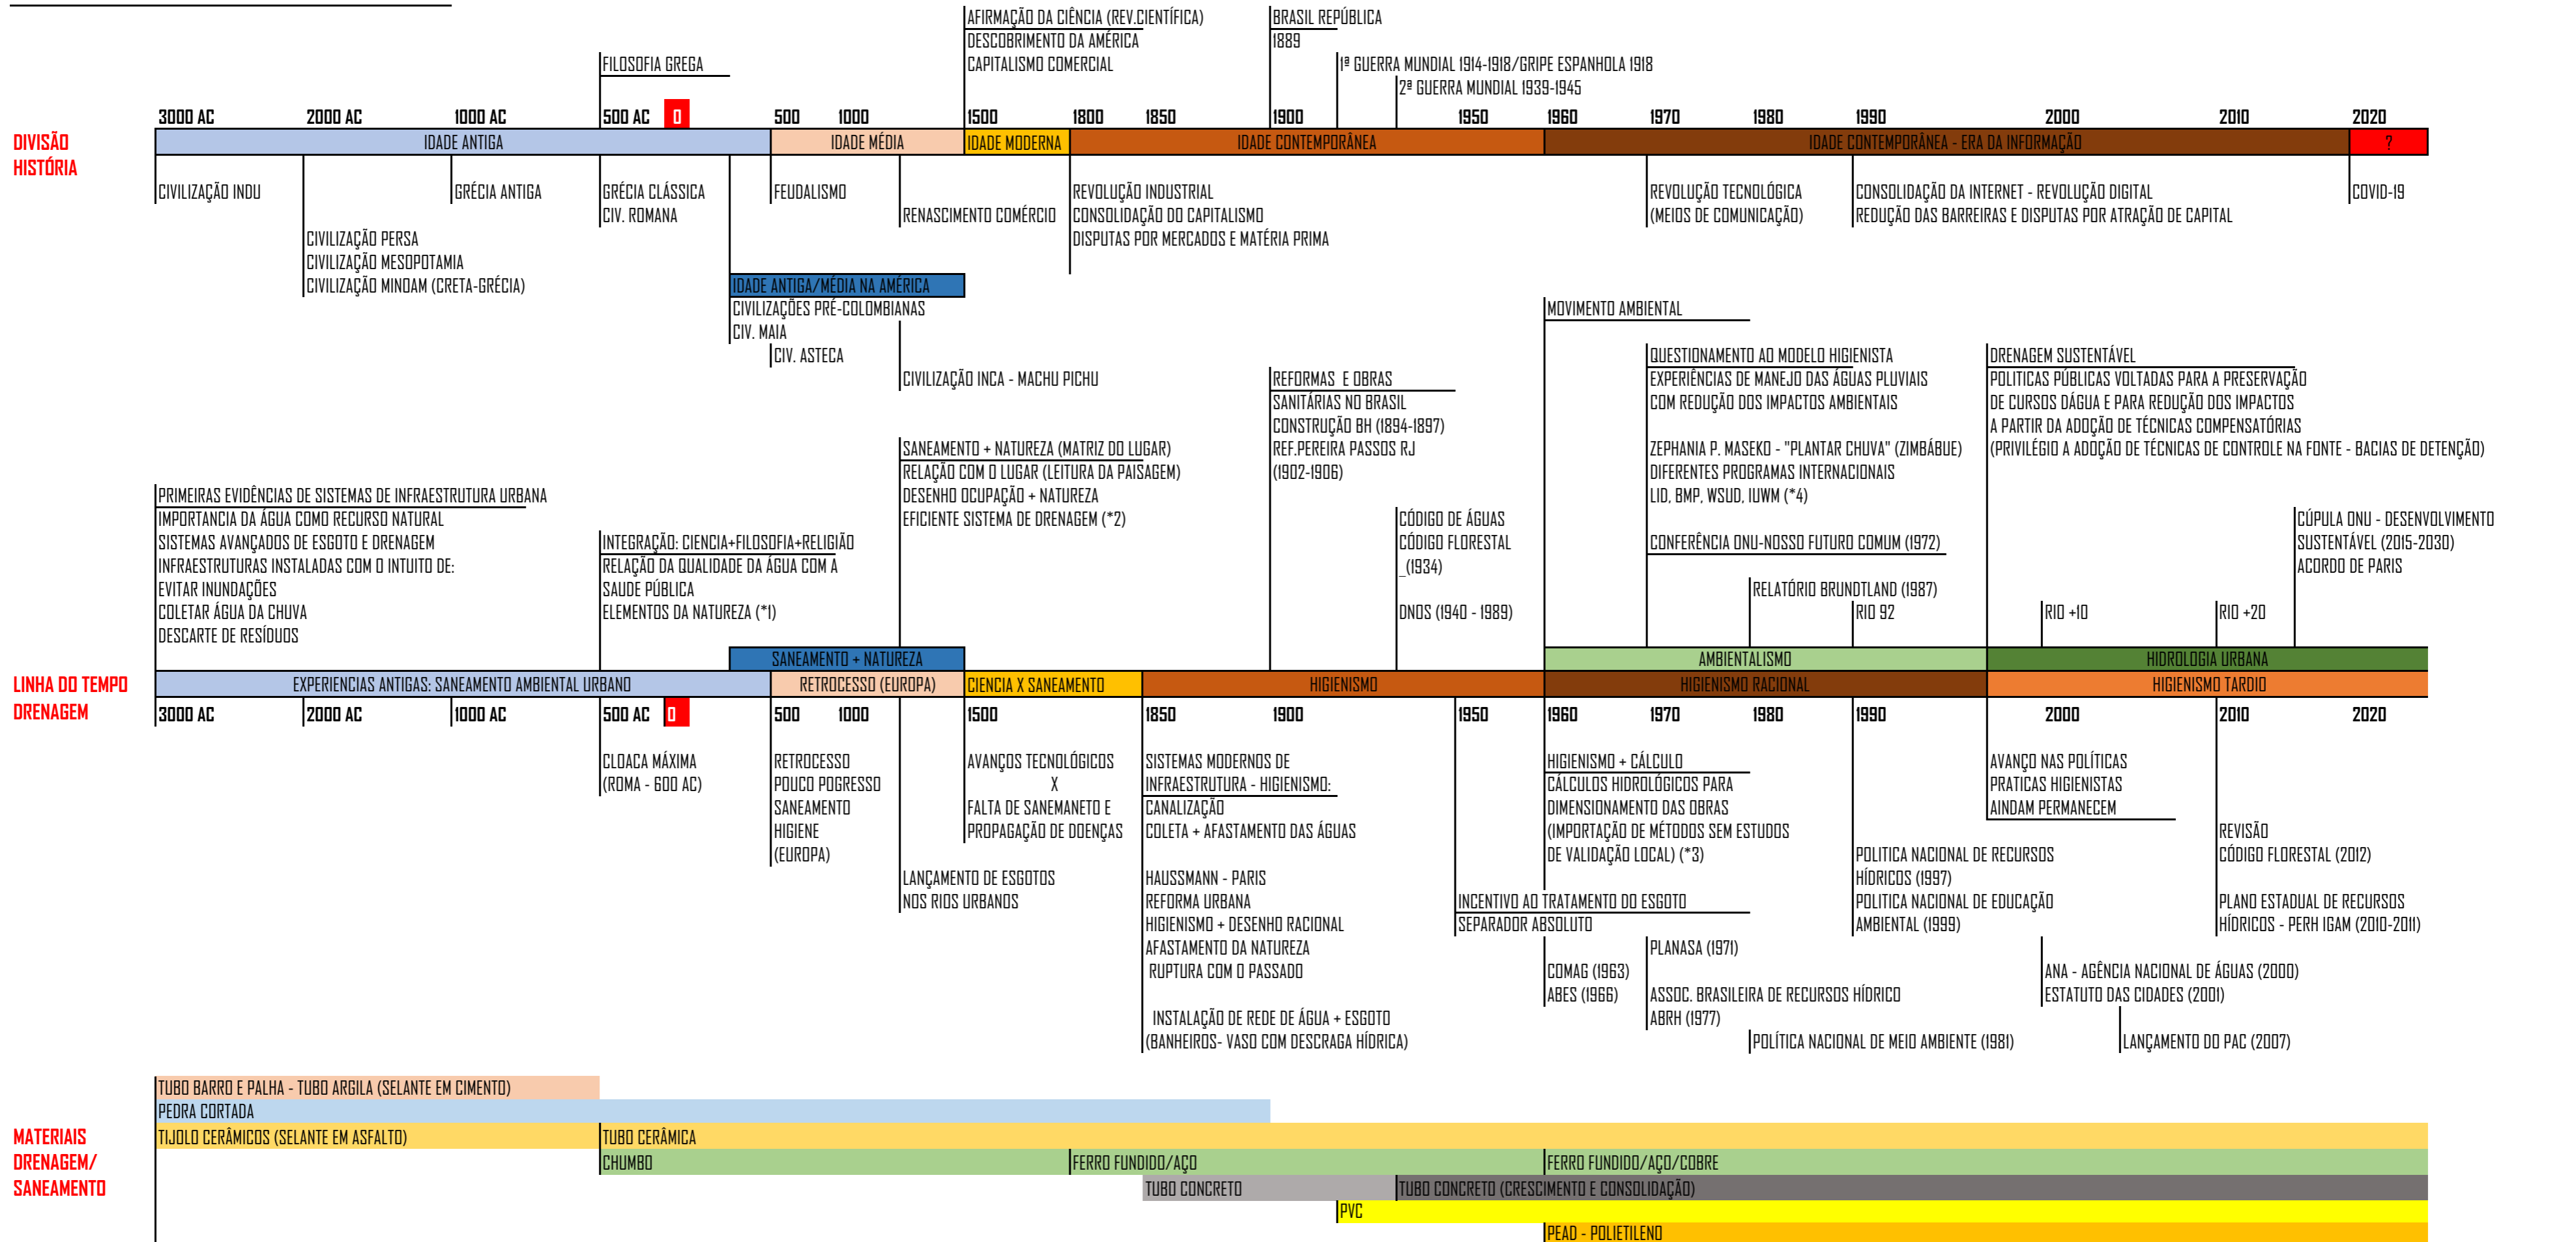 AFIRMAÇÃO DA CIÊNCIA (REV.CIENTÍFICA)
DESCOBRIMENTO DA AMÉRICA
CAPITALISMO COMERCIAL
BRASIL REPÚBLICA
1889
FILOSOFIA GREGA
1ª GUERRA MUNDIAL 1914-1918/GRIPE ESPANHOLA 1918
2ª GUERRA MUNDIAL 1939-1945
3000 AC 2000 AC 1000 AC 500 AC 0 500 1000 1500 1800 1850 1900 1950 1960 1970 1980 1990 2000 2010 2020
DIVISÃO
HISTÓRIA
IDADE ANTIGA IDADE MÉDIA IDADE MODERNA IDADE CONTEMPORÂNEA IDADE CONTEMPORÂNEA - ERA DA INFORMAÇÃO ?
CIVILIZAÇÃO INDU
CIVILIZAÇÃO PERSA
CIVILIZAÇÃO MESOPOTAMIA
CIVILIZAÇÃO MINOAM (CRETA-GRÉCIA)
GRÉCIA ANTIGA
GRÉCIA CLÁSSICA
CIV. ROMANA
FEUDALISMO
RENASCIMENTO COMÉRCIO
REVOLUÇÃO INDUSTRIAL
CONSOLIDAÇÃO DO CAPITALISMO
DISPUTAS POR MERCADOS E MATÉRIA PRIMA
REVOLUÇÃO TECNOLÓGICA
(MEIOS DE COMUNICAÇÃO)
CONSOLIDAÇÃO DA INTERNET - REVOLUÇÃO DIGITAL
REDUÇÃO DAS BARREIRAS E DISPUTAS POR ATRAÇÃO DE CAPITAL
COVID-19
IDADE ANTIGA/MÉDIA NA AMÉRICA
CIVILIZAÇÕES PRÉ-COLOMBIANAS
CIV. MAIA
CIV. ASTECA
CIVILIZAÇÃO INCA - MACHU PICHU
PRIMEIRAS EVIDÊNCIAS DE SISTEMAS DE INFRAESTRUTURA URBANA
IMPORTANCIA DA ÁGUA COMO RECURSO NATURAL
SISTEMAS AVANÇADOS DE ESGOTO E DRENAGEM
INFRAESTRUTURAS INSTALADAS COM O INTUITO DE:
EVITAR INUNDAÇÕES
COLETAR ÁGUA DA CHUVA
DESCARTE DE RESÍDUOS
INTEGRAÇÃO: CIENCIA+FILOSOFIA+RELIGIÃO
RELAÇÃO DA QUALIDADE DA ÁGUA COM A
SAUDE PÚBLICA
ELEMENTOS DA NATUREZA (*1)
SANEAMENTO + NATUREZA (MATRIZ DO LUGAR)
RELAÇÃO COM O LUGAR (LEITURA DA PAISAGEM)
DESENHO OCUPAÇÃO + NATUREZA
EFICIENTE SISTEMA DE DRENAGEM (*2)
REFORMAS E OBRAS
SANITÁRIAS NO BRASIL
CONSTRUÇÃO BH (1894-1897)
REF.PEREIRA PASSOS RJ
(1902-1906)
CÓDIGO DE ÁGUAS
CÓDIGO FLORESTAL
_(1934)
DNOS (1940 - 1989)
MOVIMENTO AMBIENTAL
QUESTIONAMENTO AO MODELO HIGIENISTA
EXPERIÊNCIAS DE MANEJO DAS ÁGUAS PLUVIAIS
COM REDUÇÃO DOS IMPACTOS AMBIENTAIS
ZEPHANIA P. MASEKO - "PLANTAR CHUVA" (ZIMBÁBUE)
DIFERENTES PROGRAMAS INTERNACIONAIS
LID, BMP, WSUD, IUWM (*4)
CONFERÊNCIA ONU-NOSSO FUTURO COMUM (1972)
RELATÓRIO BRUNDTLAND (1987)
RIO 92
DRENAGEM SUSTENTÁVEL
POLITICAS PÚBLICAS VOLTADAS PARA A PRESERVAÇÃO
DE CURSOS DÁGUA E PARA REDUÇÃO DOS IMPACTOS
A PARTIR DA ADOÇÃO DE TÉCNICAS COMPENSATÓRIAS
(PRIVILÉGIO A ADOÇÃO DE TÉCNICAS DE CONTROLE NA FONTE - BACIAS DE DETENÇÃO)
RIO +10
RIO +20
CÚPULA ONU - DESENVOLVIMENTO
SUSTENTÁVEL (2015-2030)
ACORDO DE PARIS
SANEAMENTO + NATUREZA AMBIENTALISMO HIDROLOGIA URBANA
LINHA DO TEMPO
DRENAGEM
EXPERIENCIAS ANTIGAS: SANEAMENTO AMBIENTAL URBANO RETROCESSO (EUROPA) CIENCIA X SANEAMENTO HIGIENISMO HIGIENISMO RACIONAL HIGIENISMO TARDIO
3000 AC 2000 AC 1000 AC 500 AC 0 500 1000 1500 1850 1900 1950 1960 1970 1980 1990 2000 2010 2020
CLOACA MÁXIMA
(ROMA - 600 AC)
RETROCESSO
POUCO POGRESSO
SANEAMENTO
HIGIENE
(EUROPA)
LANÇAMENTO DE ESGOTOS
NOS RIOS URBANOS
AVANÇOS TECNOLÓGICOS
X
FALTA DE SANEMANETO E
PROPAGAÇÃO DE DOENÇAS
SISTEMAS MODERNOS DE
INFRAESTRUTURA - HIGIENISMO:
CANALIZAÇÃO
COLETA + AFASTAMENTO DAS ÁGUAS
HAUSSMANN - PARIS
REFORMA URBANA
HIGIENISMO + DESENHO RACIONAL
AFASTAMENTO DA NATUREZA
RUPTURA COM O PASSADO
INSTALAÇÃO DE REDE DE ÁGUA + ESGOTO
(BANHEIROS- VASO COM DESCRAGA HÍDRICA)
HIGIENISMO + CÁLCULO
CÁLCULOS HIDROLÓGICOS PARA
DIMENSIONAMENTO DAS OBRAS
(IMPORTAÇÃO DE MÉTODOS SEM ESTUDOS
DE VALIDAÇÃO LOCAL) (*3)
INCENTIVO AO TRATAMENTO DO ESGOTO
SEPARADOR ABSOLUTO
COMAG (1963)
ABES (1966)
PLANASA (1971)
ASSOC. BRASILEIRA DE RECURSOS HÍDRICO
ABRH (1977)
POLÍTICA NACIONAL DE MEIO AMBIENTE (1981)
POLITICA NACIONAL DE RECURSOS
HÍDRICOS (1997)
POLITICA NACIONAL DE EDUCAÇÃO
AMBIENTAL (1999)
AVANÇO NAS POLÍTICAS
PRATICAS HIGIENISTAS
AINDAM PERMANECEM
ANA - AGÊNCIA NACIONAL DE ÁGUAS (2000)
ESTATUTO DAS CIDADES (2001)
LANÇAMENTO DO PAC (2007)
REVISÃO
CÓDIGO FLORESTAL (2012)
PLANO ESTADUAL DE RECURSOS
HÍDRICOS - PERH IGAM (2010-2011)
MATERIAIS
DRENAGEM/
SANEAMENTO
TUBO BARRO E PALHA - TUBO ARGILA (SELANTE EM CIMENTO)
PEDRA CORTADA
TIJOLO CERÂMICOS (SELANTE EM ASFALTO) TUBO CERÂMICA
CHUMBO FERRO FUNDIDO/AÇO FERRO FUNDIDO/AÇO/COBRE
TUBO CONCRETO TUBO CONCRETO (CRESCIMENTO E CONSOLIDAÇÃO)
PVC
PEAD - POLIETILENO